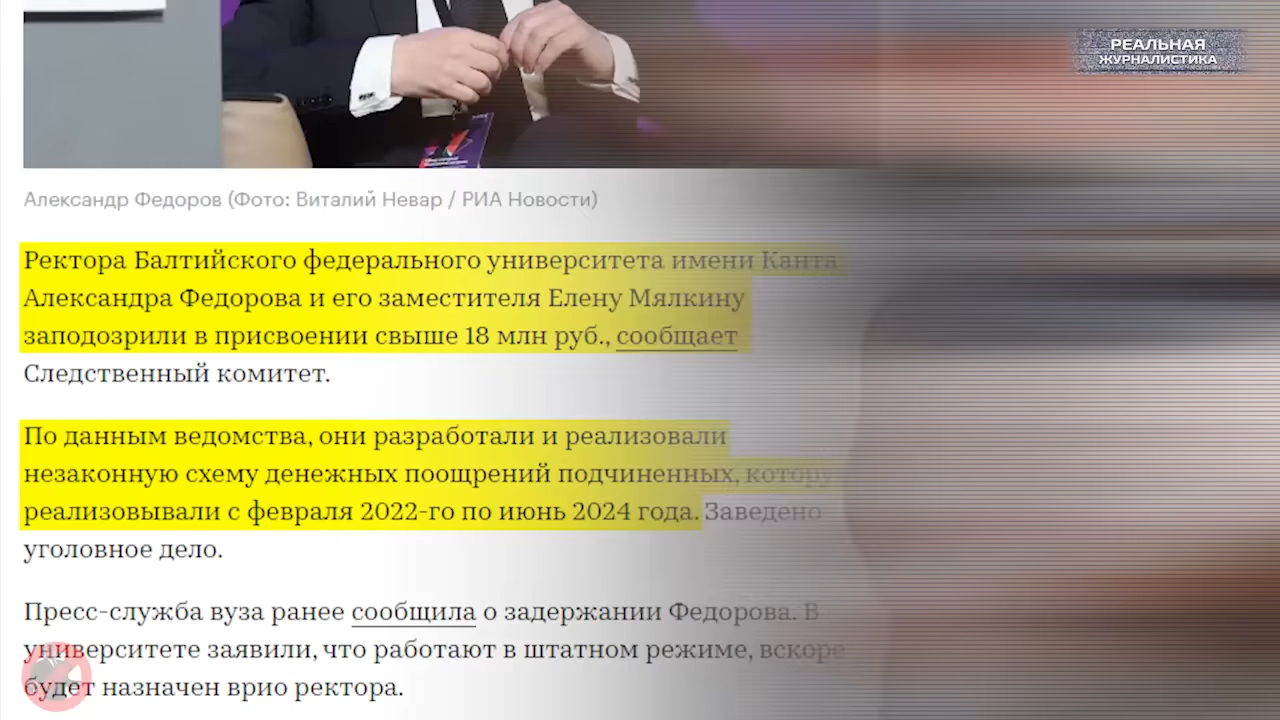 РЕАЛЬНАЯ
ЖУРНАЛИСТИКА
Александр Федоров (Фото: Виталий Невар / РИА Новости)
Ректора Балтийского федерального университета имени Канта
Александра Федорова и его заместителя Елену Мялкину
заподозрили в присвоении свыше 18 млн руб., сообщает
Следственный комитет.
По данным ведомства, они разработали и реализовали
незаконную схему денежных поощрений подчиненных, которую
реализовывали с февраля 2022-го по июнь 2024 года. Заведено
уголовное дело.
Пресс-служба вуза ранее сообщила о задержании Федорова. В
университете заявили, что работают в штатном режиме, вскоре
будет назначен врио ректора.